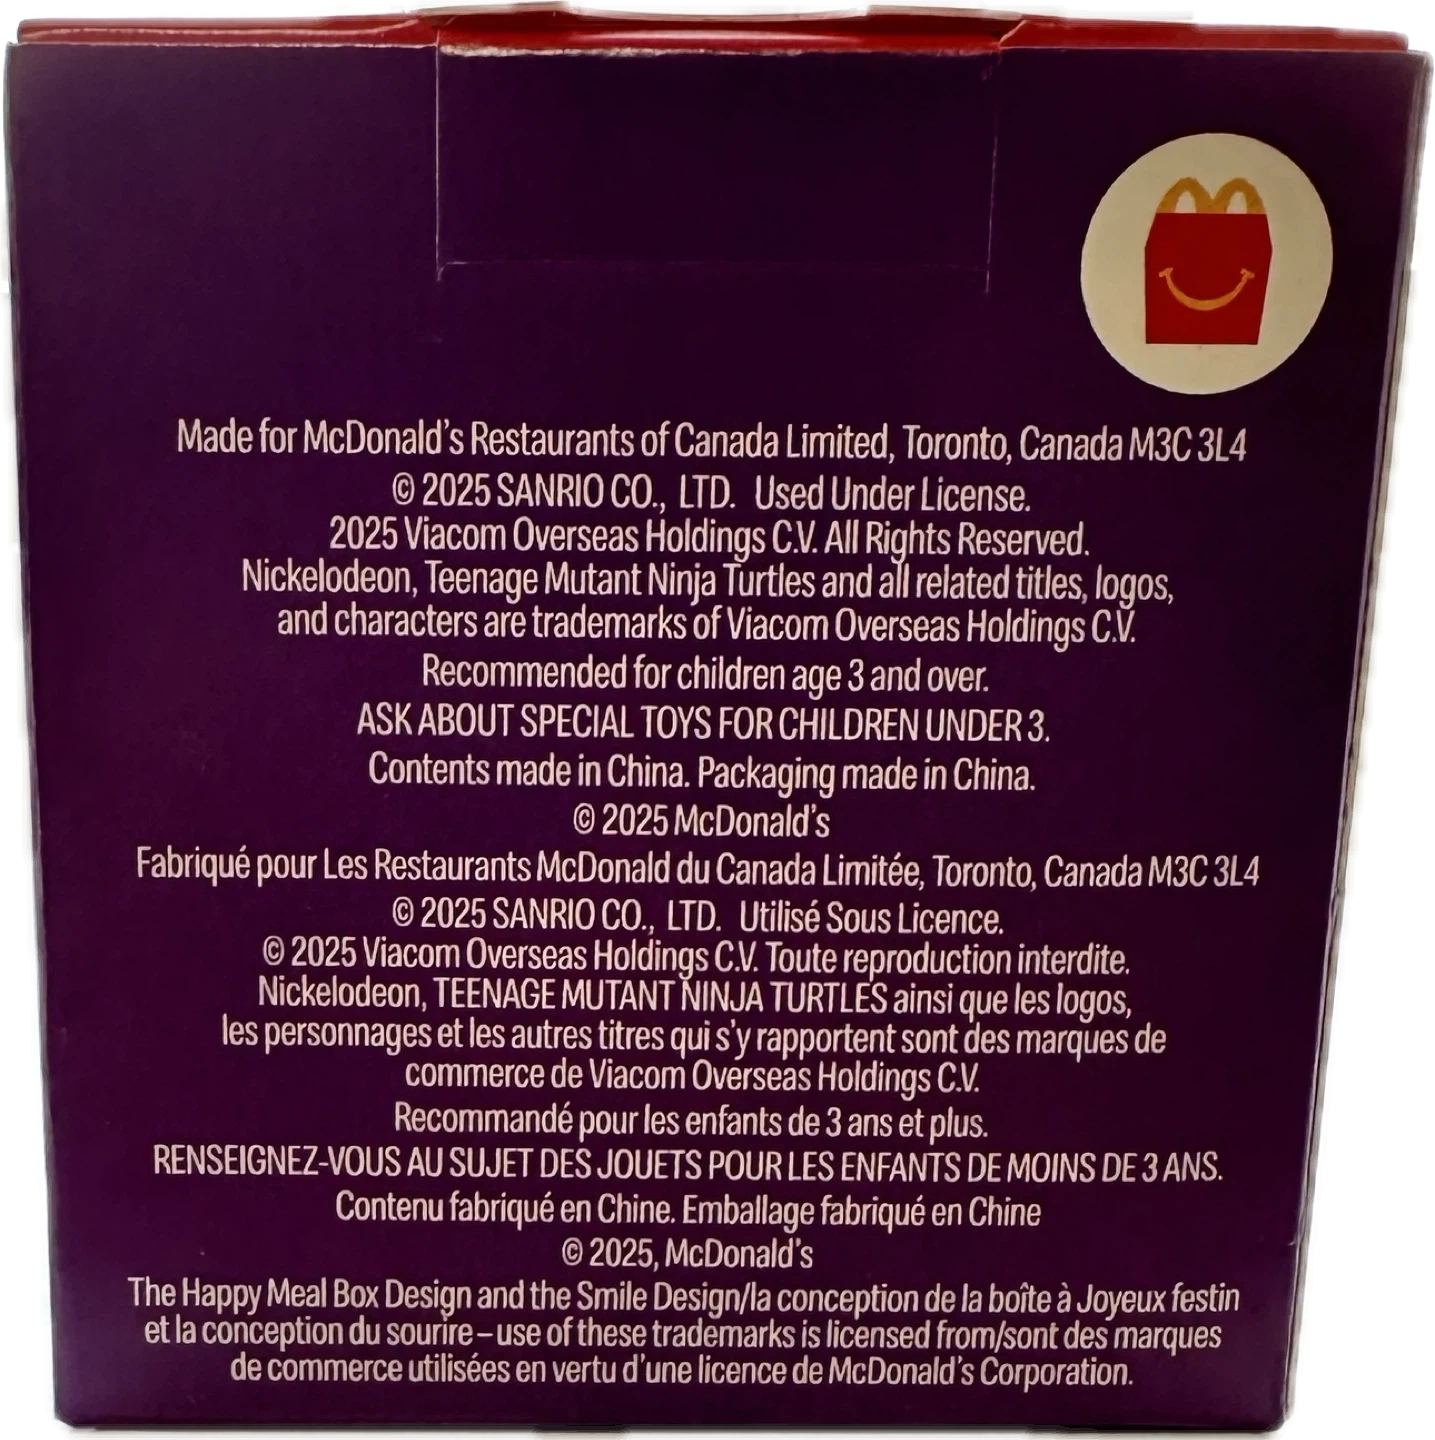 Made for McDonald's Restaurants of Canada Limited, Toronto, Canada M3C 3L4
© 2025 SANRIO CO., LTD. Used Under License.
2025 Viacom Overseas Holdings C.V. All Rights Reserved.
Nickelodeon, Teenage Mutant Ninja Turtles and all related titles, logos,
and characters are trademarks of Viacom Overseas Holdings C.V.
Recommended for children age 3 and over.
ASK ABOUT SPECIAL TOYS FOR CHILDREN UNDER 3.
Contents made in China. Packaging made in China.
© 2025 McDonald's
Fabriqué pour Les Restaurants McDonald du Canada Limitée, Toronto, Canada M3C 3L4
© 2025 SANRIO CO., LTD. Utilisé Sous Licence.
© 2025 Viacom Overseas Holdings C.V. Toute reproduction interdite.
Nickelodeon, TEENAGE MUTANT NINJA TURTLES ainsi que les logos,
les personnages et les autres titres qui s'y rapportent sont des marques de
commerce de Viacom Overseas Holdings C.V.
Recommandé pour les enfants de 3 ans et plus.
RENSEIGNEZ-VOUS AU SUJET DES JOUETS POUR LES ENFANTS DE MOINS DE 3 ANS.
Contenu fabriqué en Chine. Emballage fabriqué en Chine
© 2025, McDonald's
The Happy Meal Box Design and the Smile Design/la conception de la boîte à Joyeux festin
et la conception du sourire – use of these trademarks is licensed from/sont des marques
de commerce utilisées en vertu d'une licence de McDonald's Corporation.